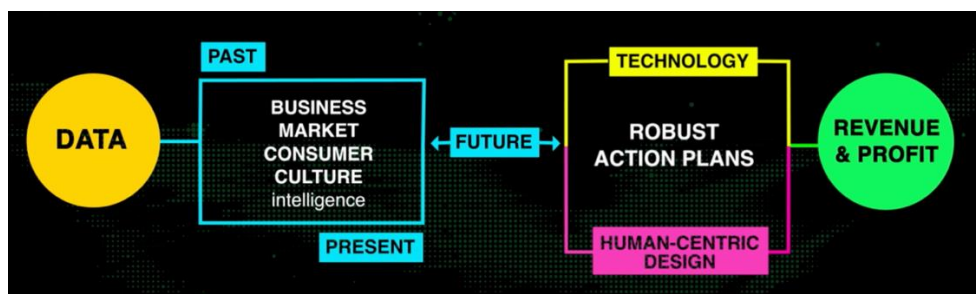 DATA
PAST
BUSINESS
MARKET
CONSUMER
CULTURE
intelligence
PRESENT
FUTURE
TECHNOLOGY
ROBUST
ACTION PLANS
HUMAN-CENTRIC
DESIGN
REVENUE
& PROFIT